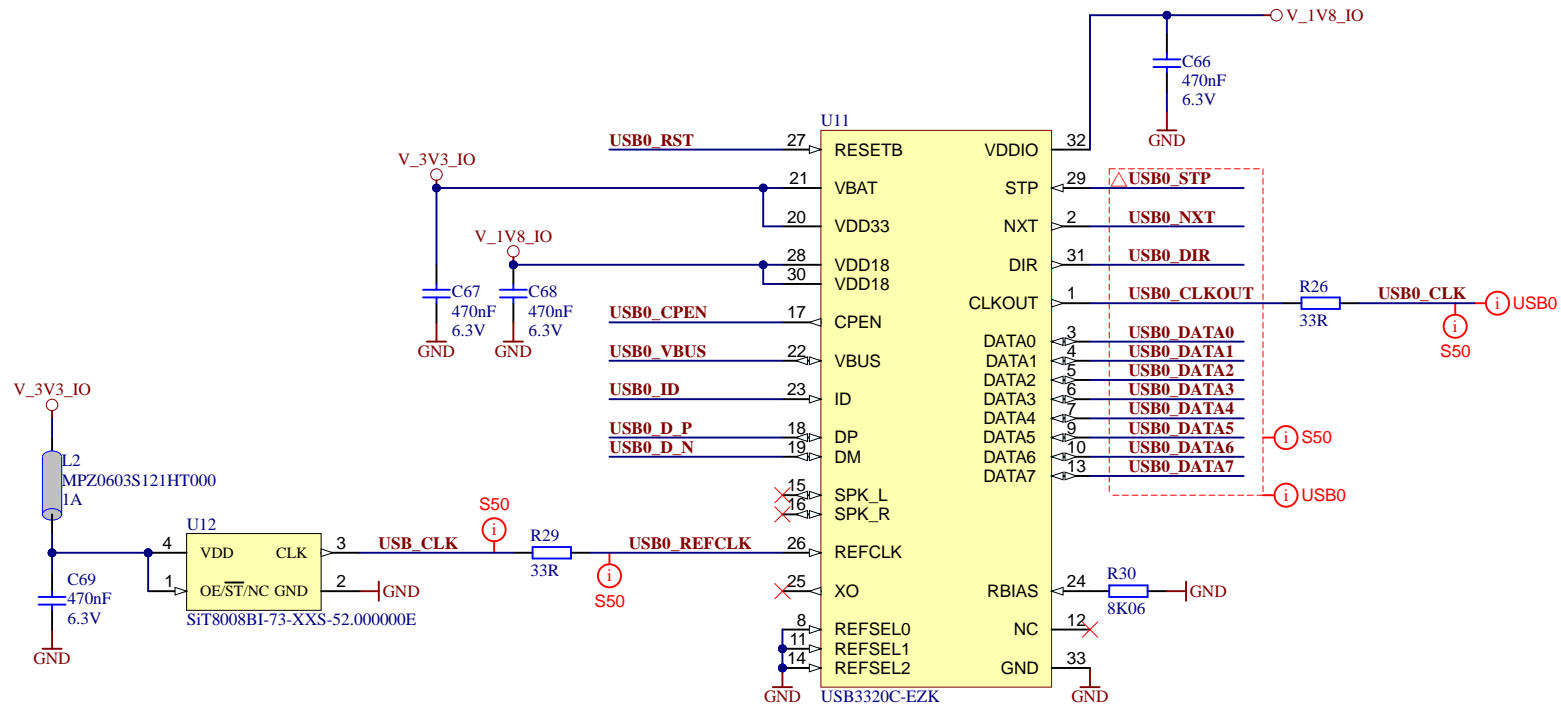 V_1V8_IO
C66
470nF
6.3V
GND
U11
USB0_RST
27
RESETB
VDDIO
32
V_3V3_IO
21
VBAT
STP
29
USB0_STP
20
VDD33
NXT
2
USB0_NXT
V_1V8_IO
28
VDD18
DIR
31
USB0_DIR
30
VDD18
C67
470nF
6.3V
GND
C68
470nF
6.3V
GND
CLKOUT
1
USB0_CLKOUT
R26
33R
USB0_CLK
i
USB0
i
S50
USB0_CPEN
17
CPEN
DATA0
3
USB0_DATA0
USB0_VBUS
22
VBUS
DATA1
4
USB0_DATA1
DATA2
5
USB0_DATA2
USB0_ID
23
ID
DATA3
6
USB0_DATA3
DATA4
7
USB0_DATA4
USB0_D_P
18
DP
DATA5
9
USB0_DATA5
i
S50
USB0_D_N
19
DM
DATA6
10
USB0_DATA6
DATA7
13
USB0_DATA7
i
USB0
15
SPK_L
16
SPK_R
V_3V3_IO
L2
MPZ0603S121HT000
1A
U12
4
VDD
CLK
3
USB_CLK
S50
i
R29
33R
USB0_REFCLK
i
S50
26
REFCLK
1
OE/ST/NC
GND
2
GND
SiT8008BI-73-XXS-52.000000E
C69
470nF
6.3V
GND
25
XO
RBIAS
24
R30
8K06
GND
8
REFSEL0
NC
12
11
REFSEL1
14
REFSEL2
GND
33
GND
GND
USB3320C-EZK